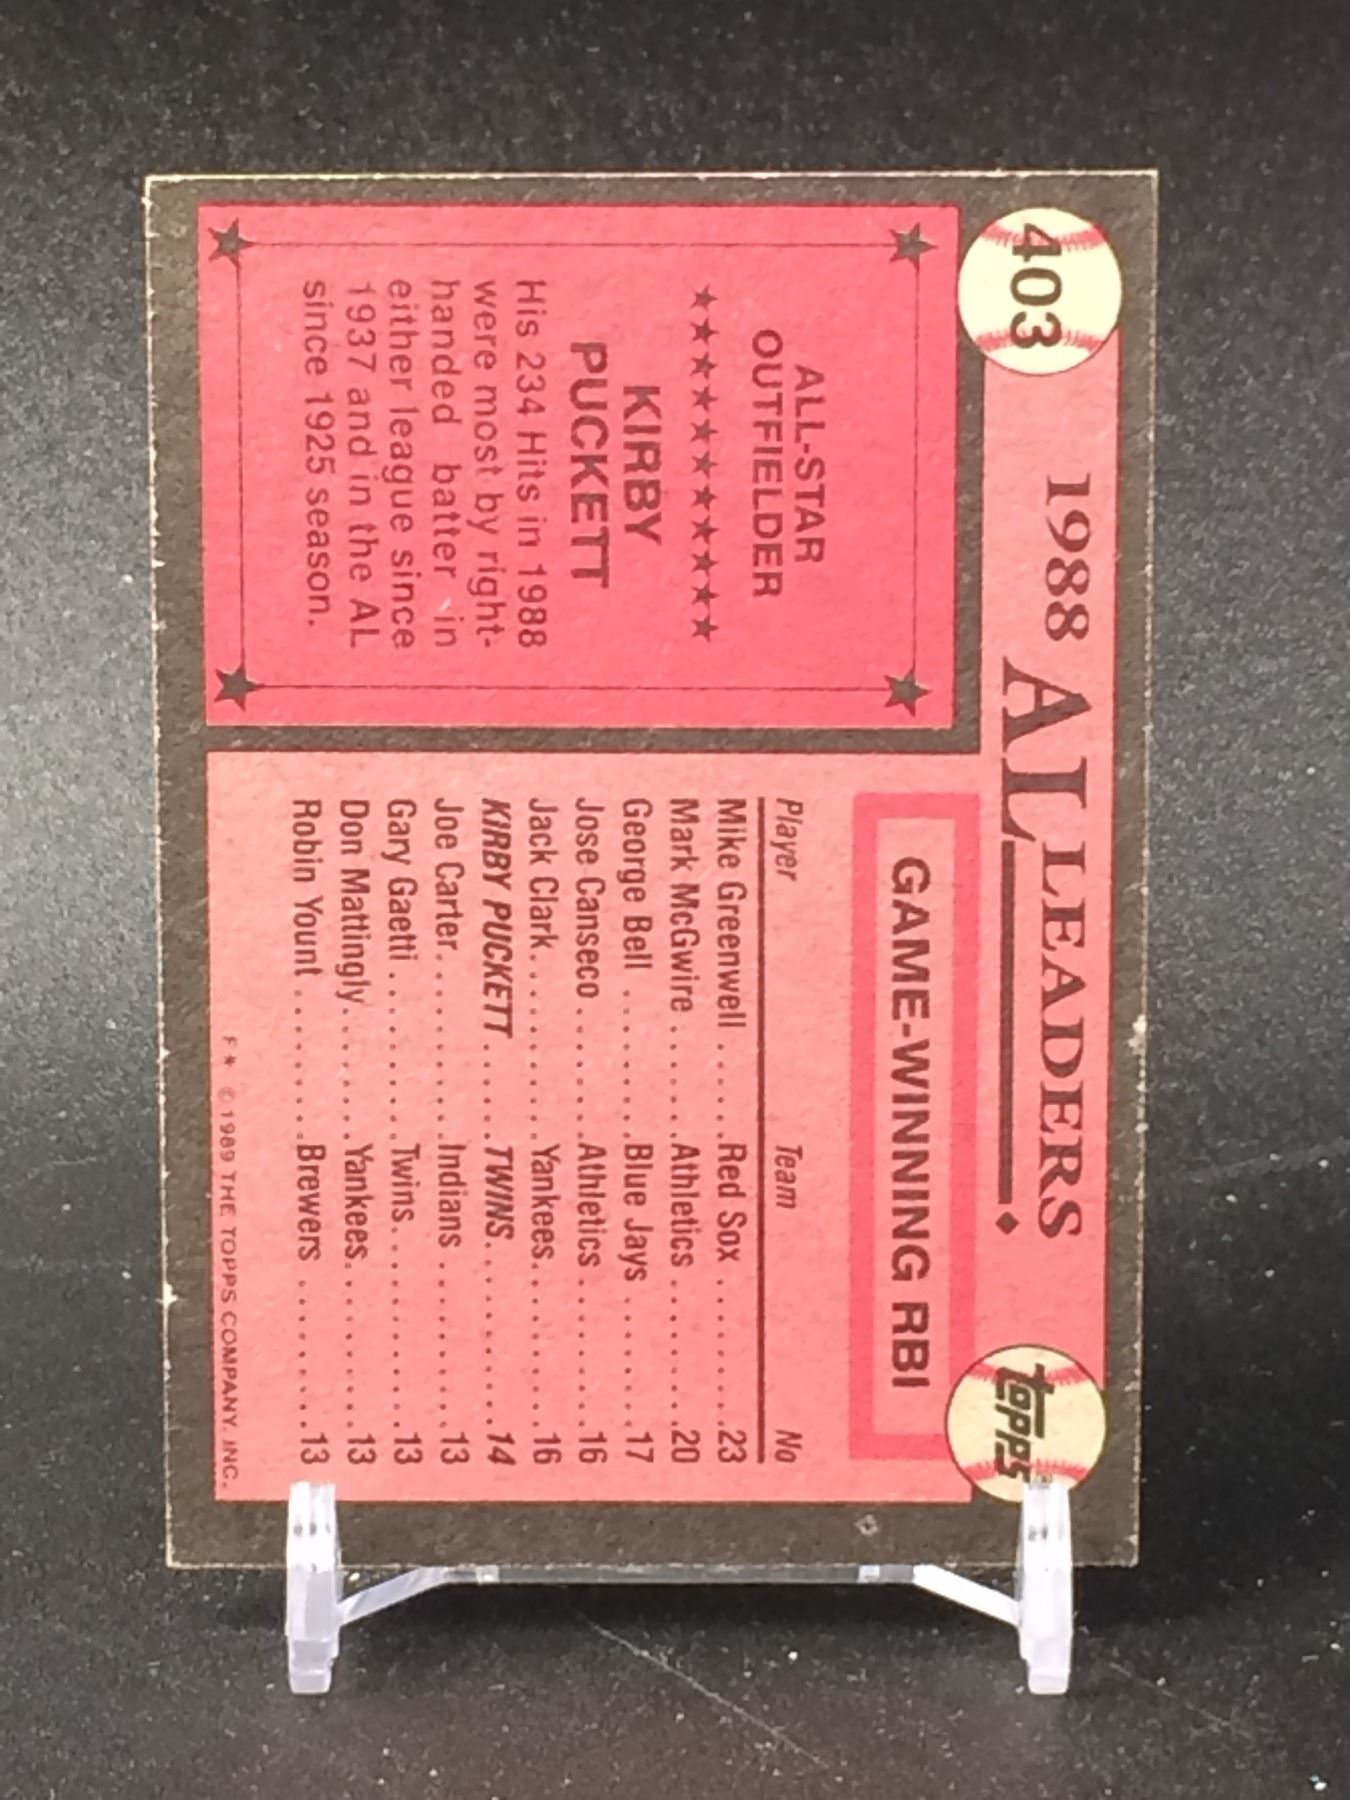 403
1988 AL LEADERS
topps
ALL-STAR
OUTFIELDER
KIRBY
PUCKETT
His 234 Hits in 1988
were most by right-
handed batter in
either league since
1937 and in the AL
since 1925 season.
GAME-WINNING RBI
Player Team No
Mike Greenwell ......Red Sox .........23
Mark McGwire ......Athletics .........20
George Bell ........Blue Jays .......17
Jose Canseco .......Athletics .......16
Jack Clark..........Yankees.........16
KIRBY PUCKETT......TWINS.........14
Joe Carter..........Indians .........13
Gary Gaetti .........Twins...........13
Don Mattingly.......Yankees.........13
Robin Yount .........Brewers .........13
F* ©1989 THE TOPPS COMPANY, INC.